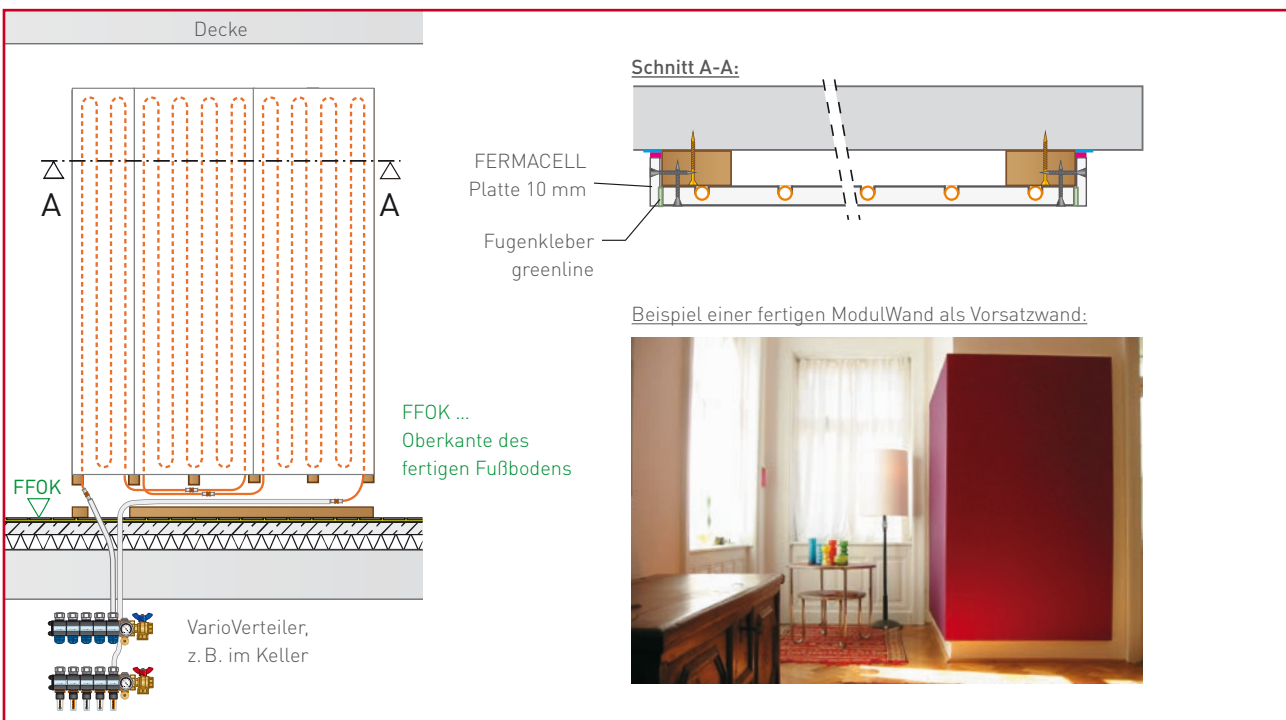 Decke
A
A
FFOK ...
Oberkante des
fertigen Fußbodens
FFOK
VarioVerteiler,
z. B. im Keller
Schnitt A-A:
FERMACELL
Platte 10 mm
Fugenkleber
greenline
Beispiel einer fertigen ModulWand als Vorsatzwand: